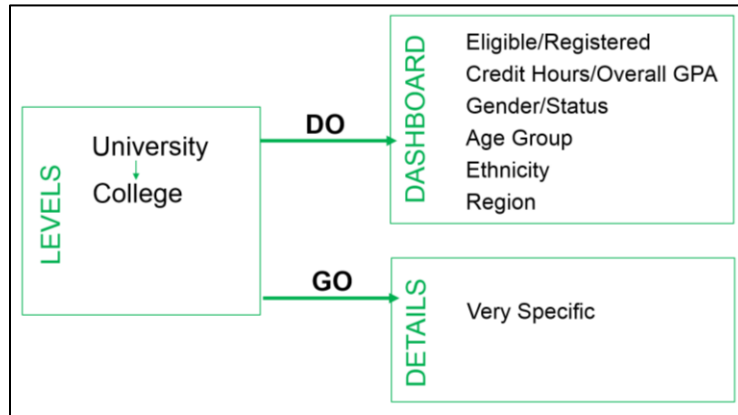 LEVELS
University
College
DO
DASHBOARD
Eligible/Registered
Credit Hours/Overall GPA
Gender/Status
Age Group
Ethnicity
Region
GO
DETAILS
Very Specific